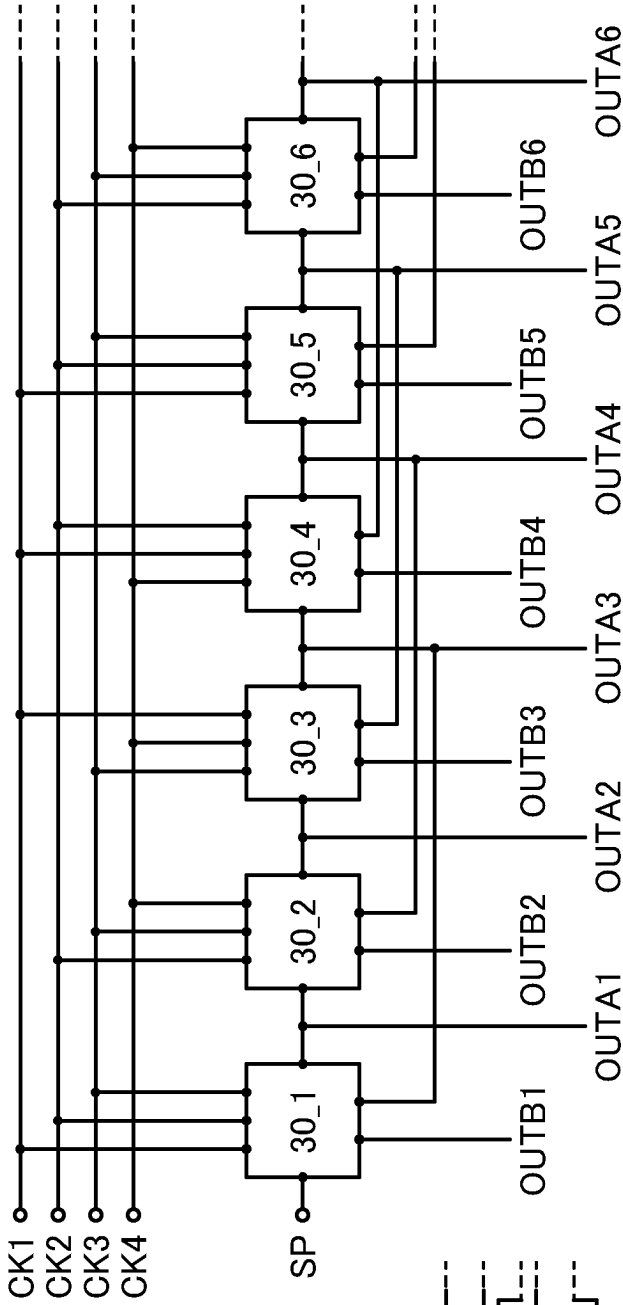 CK1
CK2
CK3
CK4
SP
30_1
30_2
30_3
30_4
30_5
30_6
OUTB1
OUTB2
OUTB3
OUTB4
OUTB5
OUTB6
OUTA1
OUTA2
OUTA3
OUTA4
OUTA5
OUTA6